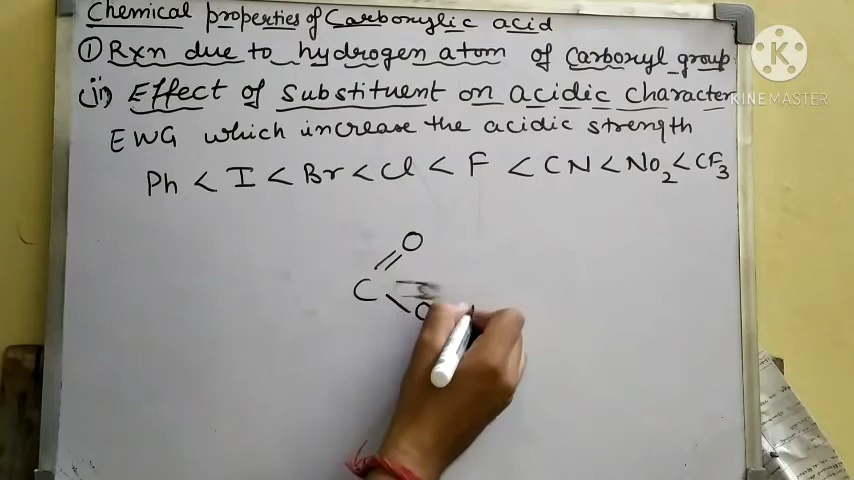 Chemical properties of Carboxylic acid
① Rxn due to hydrogen atom of Carboxyl group
(ii) Effect of substituent on acidic character
EWG which increase the acidic strength
Ph < I < Br < Cl < F < CN < NO₂ < CF₃
K
KINEMASTER
O
C
O